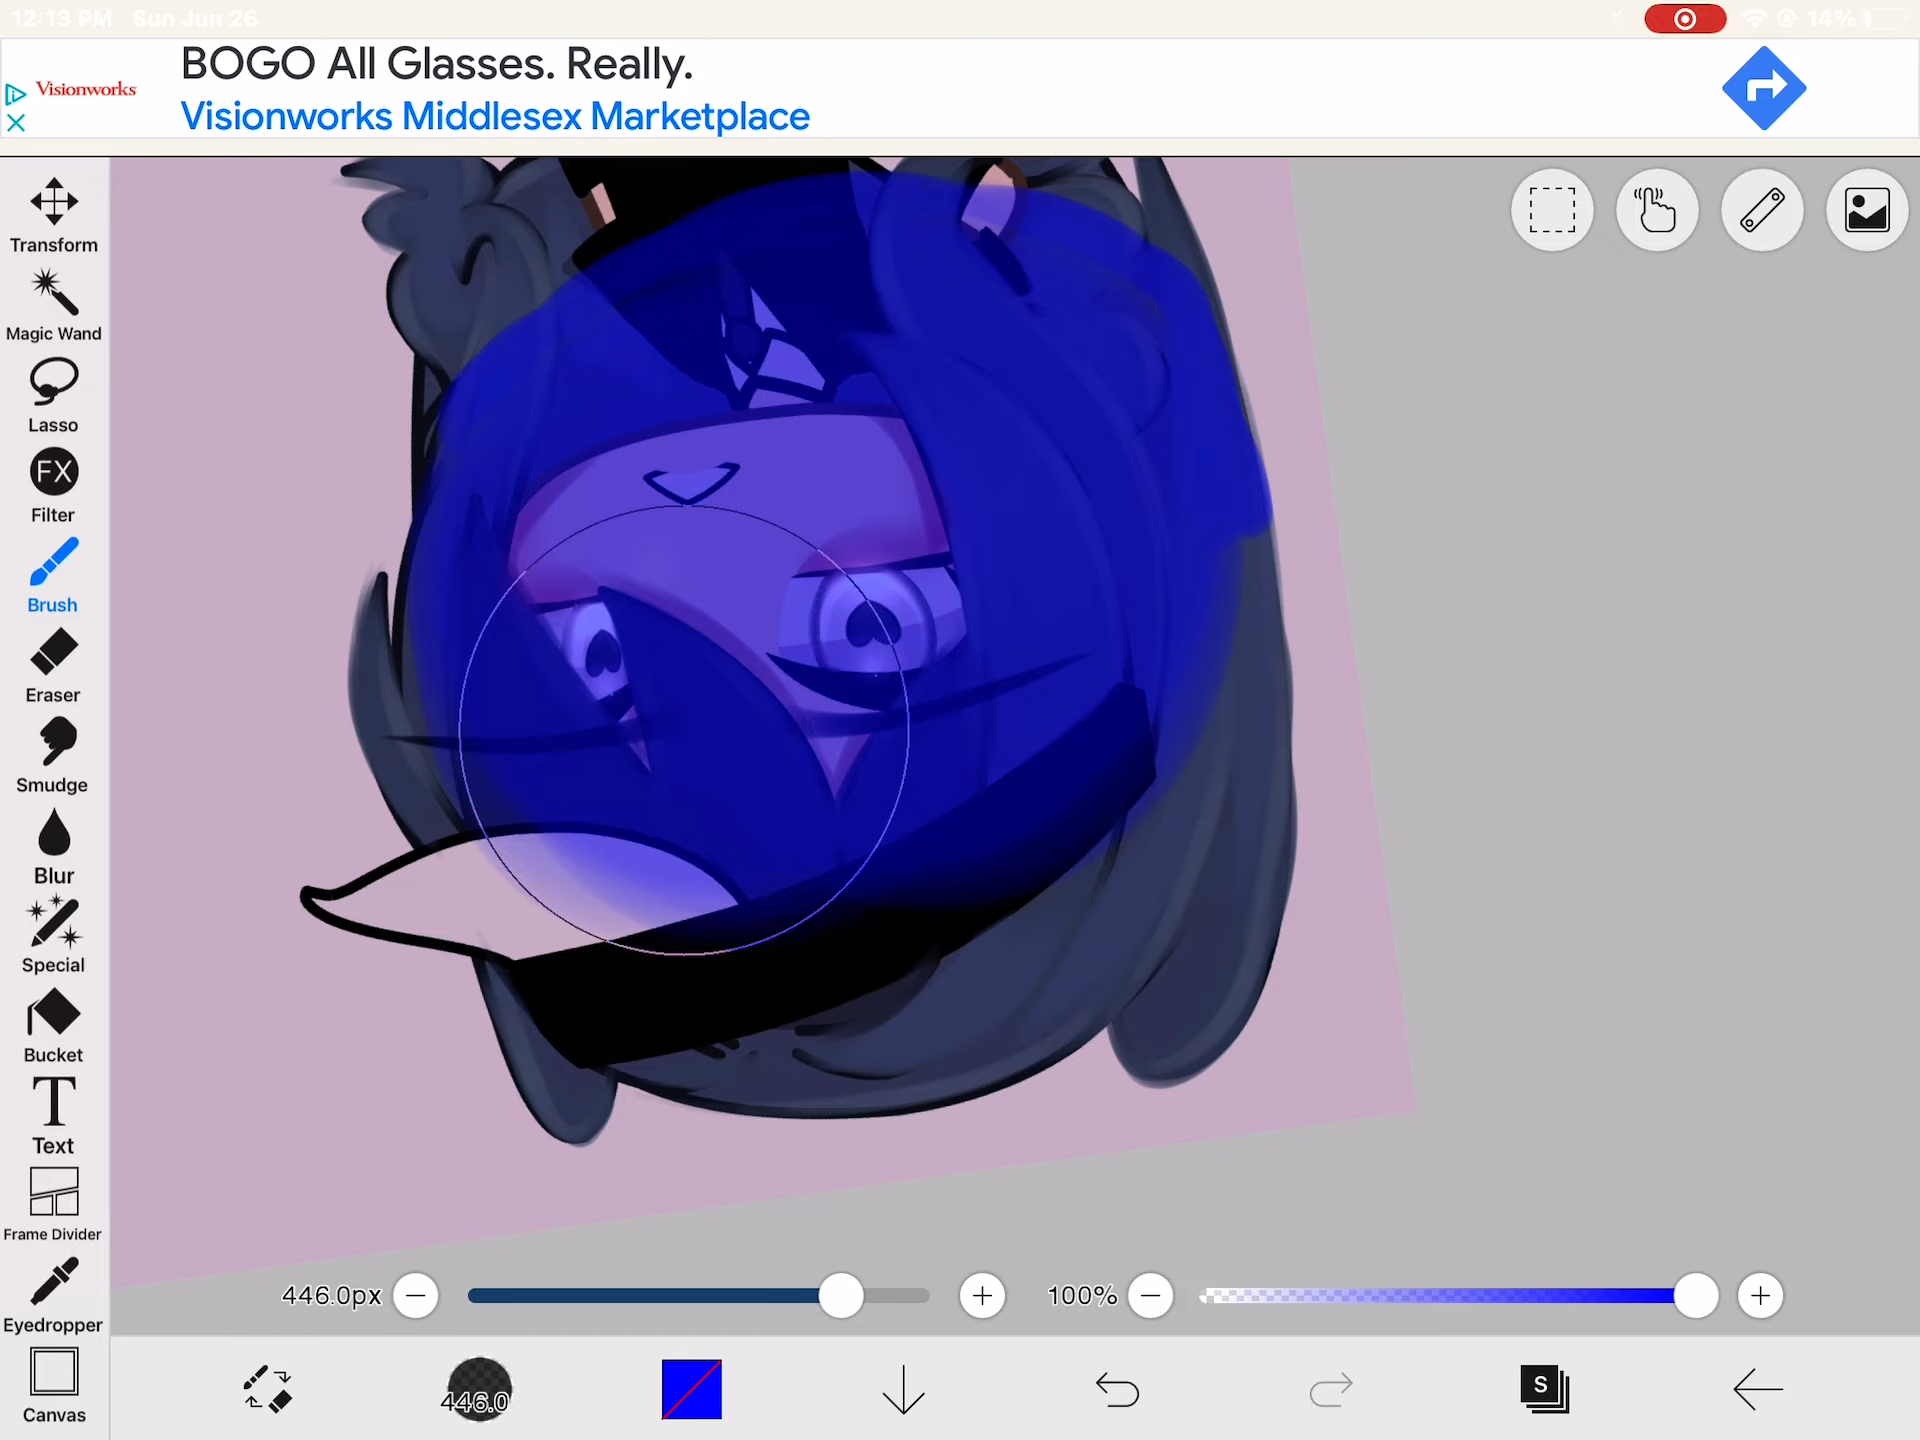 12:13 PM Sun Jun 26
14%
Visionworks
BOGO All Glasses. Really.
Visionworks Middlesex Marketplace
Transform
Magic Wand
Lasso
FX
Filter
Brush
Eraser
Smudge
Blur
Special
Bucket
T
Text
Frame Divider
Eyedropper
Canvas
446.0px
100%
446.0
S